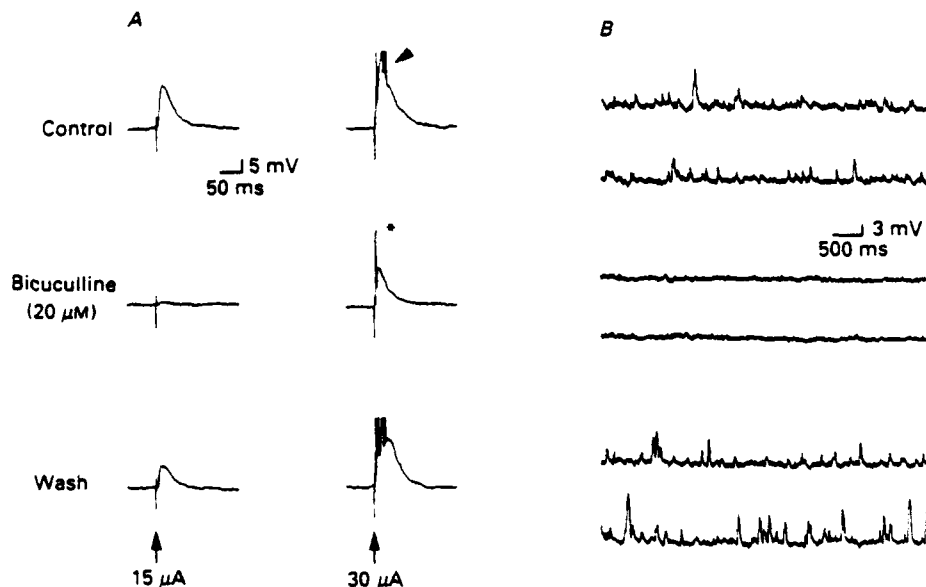 A
B
Control
5 mV
50 ms
3 mV
500 ms
*
Bicuculline
(20 μM)
Wash
15 μA
30 μA